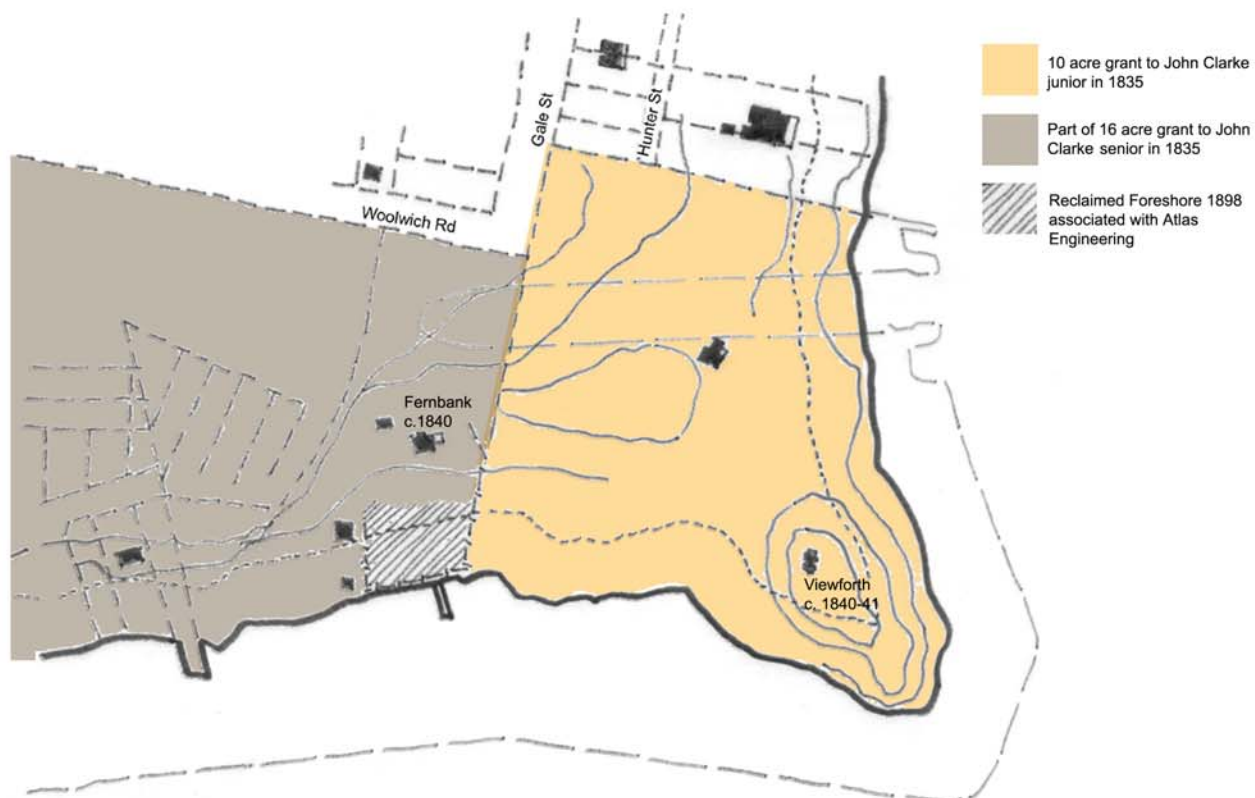 10 acre grant to John Clarke
junior in 1835
Part of 16 acre grant to John
Clarke senior in 1835
Reclaimed Foreshore 1898
associated with Atlas
Engineering
Gale St
Hunter St
Woolwich Rd
Fernbank
c.1840
Viewforth
c. 1840-41